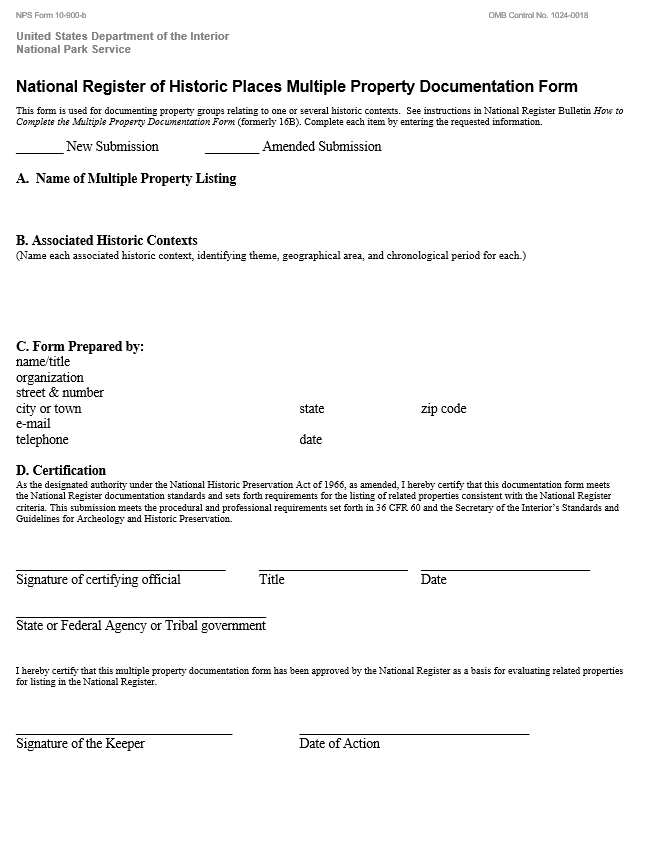 NPS Form 10-900-b OMB Control No. 1024-0018
United States Department of the Interior
National Park Service
National Register of Historic Places Multiple Property Documentation Form
This form is used for documenting property groups relating to one or several historic contexts. See instructions in National Register Bulletin How to
Complete the Multiple Property Documentation Form (formerly 16B). Complete each item by entering the requested information.
_______ New Submission ________ Amended Submission
A. Name of Multiple Property Listing
B. Associated Historic Contexts
(Name each associated historic context, identifying theme, geographical area, and chronological period for each.)
C. Form Prepared by:
name/title
organization
street & number
city or town state zip code
e-mail
telephone date
D. Certification
As the designated authority under the National Historic Preservation Act of 1966, as amended, I hereby certify that this documentation form meets
the National Register documentation standards and sets forth requirements for the listing of related properties consistent with the National Register
criteria. This submission meets the procedural and professional requirements set forth in 36 CFR 60 and the Secretary of the Interior's Standards and
Guidelines for Archeology and Historic Preservation.
Signature of certifying official Title Date
State or Federal Agency or Tribal government
I hereby certify that this multiple property documentation form has been approved by the National Register as a basis for evaluating related properties
for listing in the National Register.
Signature of the Keeper Date of Action